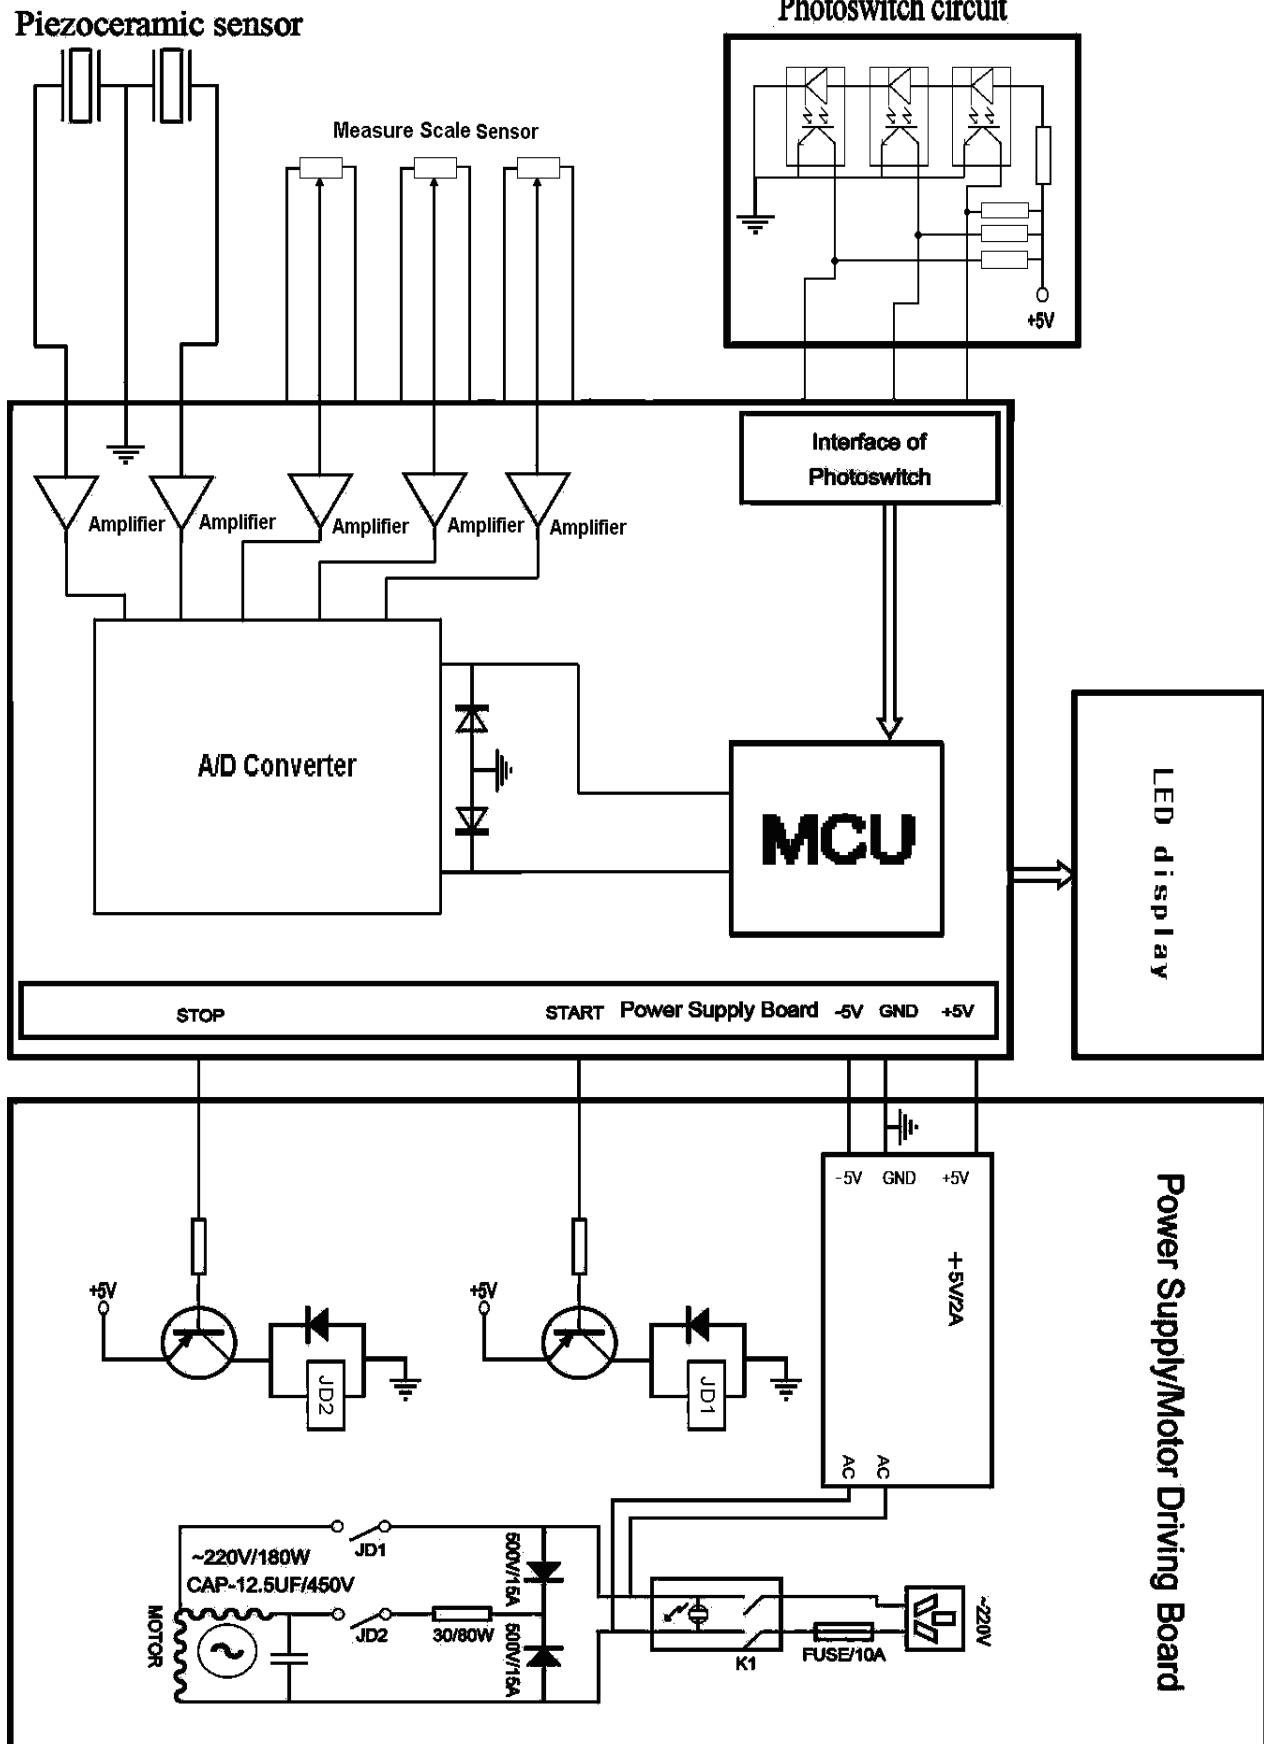 Piezoceramic sensor
Photoswitch circuit
Measure Scale Sensor
+5V
Interface of
Photoswitch
Amplifier
Amplifier
Amplifier
Amplifier
Amplifier
A/D Converter
MCU
LED display
STOP
START
Power Supply Board
-5V
GND
+5V
-5V
GND
+5V
+5V/2A
AC
AC
Power Supply/Motor Driving Board
+5V
JD2
+5V
JD1
~220V/180W
CAP-12.5UF/450V
MOTOR
JD1
JD2
30/80W
500V/15A
500V/15A
K1
FUSE/10A
~220V